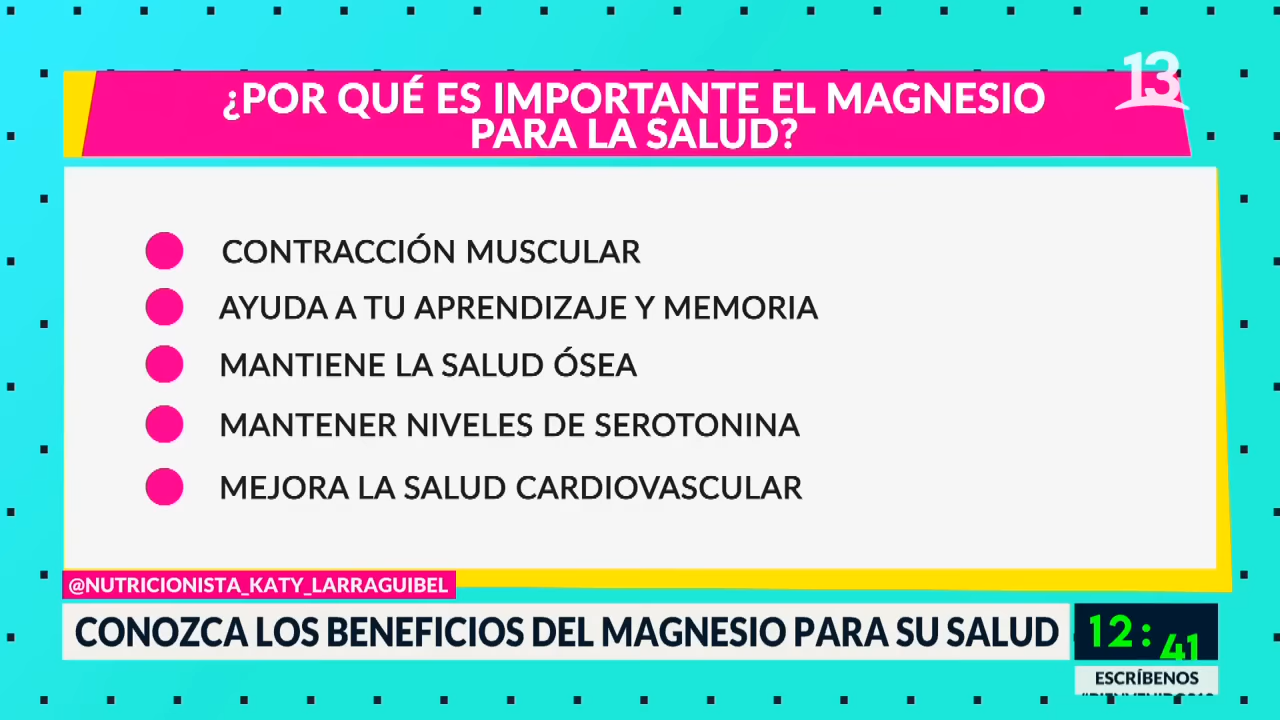 13
¿POR QUÉ ES IMPORTANTE EL MAGNESIO
PARA LA SALUD?
CONTRACCIÓN MUSCULAR
AYUDA A TU APRENDIZAJE Y MEMORIA
MANTIENE LA SALUD ÓSEA
MANTENER NIVELES DE SEROTONINA
MEJORA LA SALUD CARDIOVASCULAR
@NUTRICIONISTA_KATY_LARRAGUIBEL
CONOZCA LOS BENEFICIOS DEL MAGNESIO PARA SU SALUD
12:41
ESCRÍBENOS